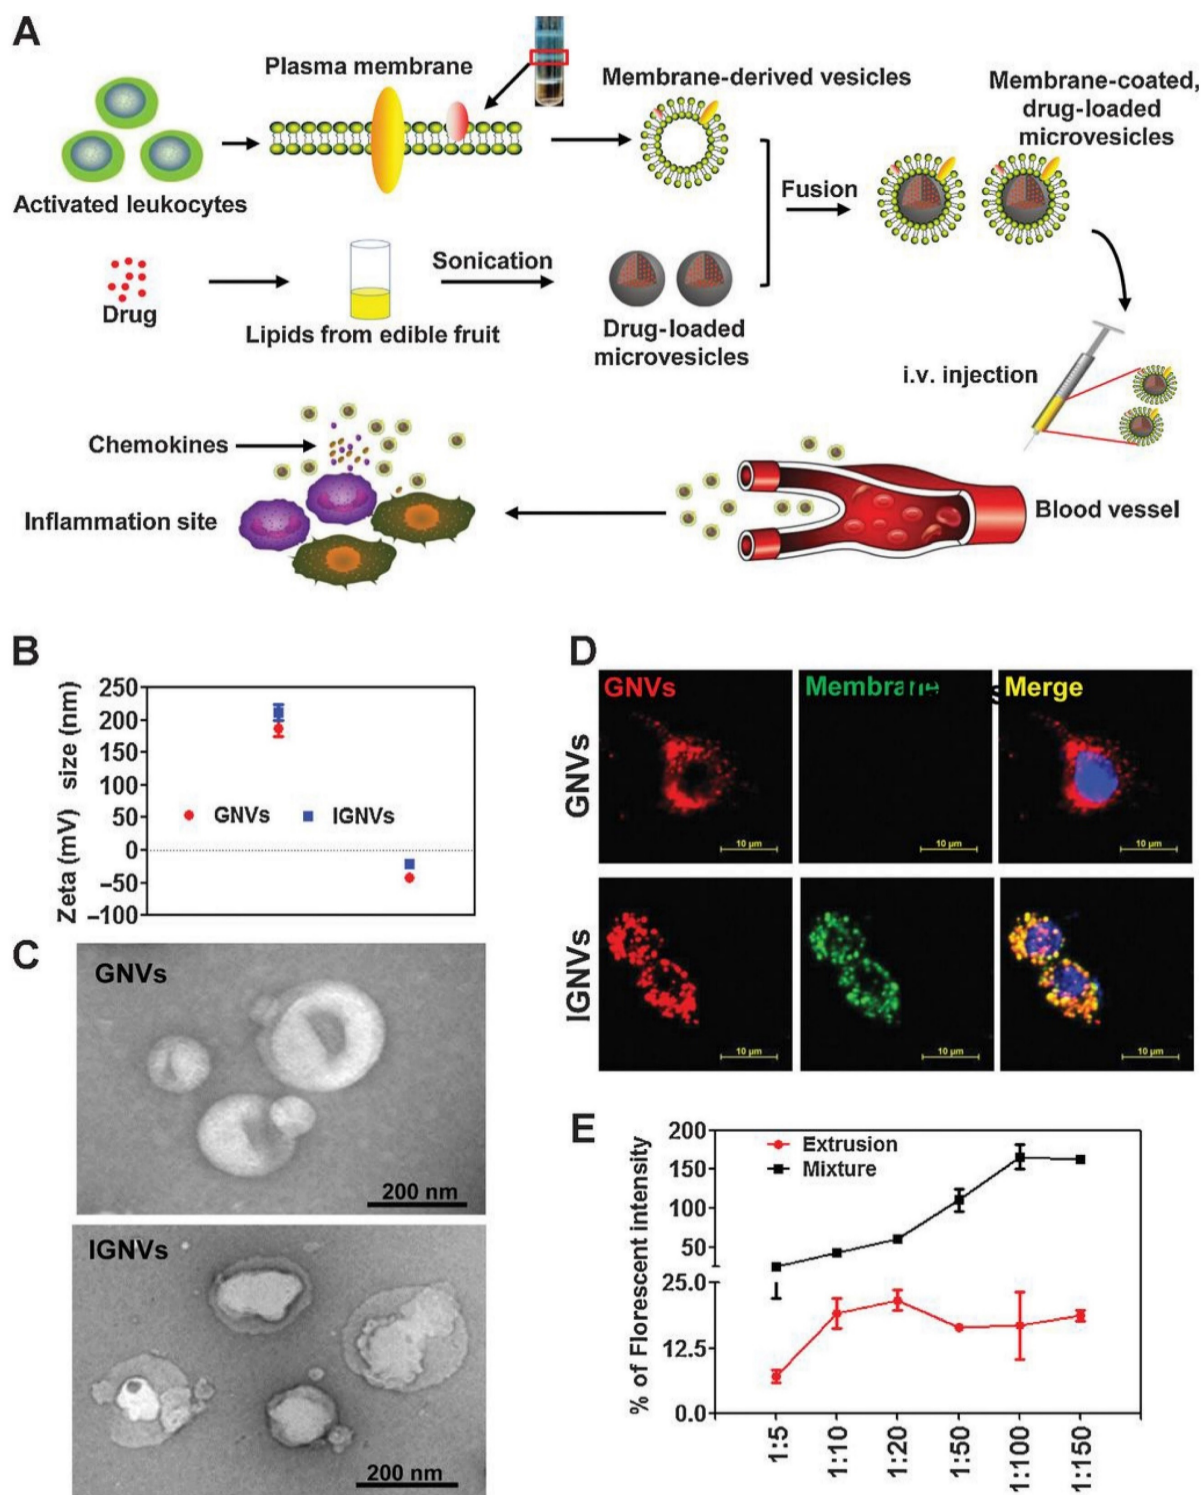 A
Plasma membrane
Membrane-derived vesicles
Membrane-coated,
drug-loaded
microvesicles
Activated leukocytes
Fusion
Sonication
Drug
Lipids from edible fruit
Drug-loaded
microvesicles
i.v. injection
Chemokines
Inflammation site
Blood vessel
B
Zeta (mV) size (nm)
250
200
150
100
50
0
−50
−100
GNVs
IGNVs
C
GNVs
200 nm
IGNVs
200 nm
D
GNVs
Membrane
Merge
GNVs
10 µm
10 µm
10 µm
IGNVs
10 µm
10 µm
10 µm
E
% of Florescent intensity
200
150
100
50
25.0
12.5
0.0
Extrusion
Mixture
1:5
1:10
1:20
1:50
1:100
1:150